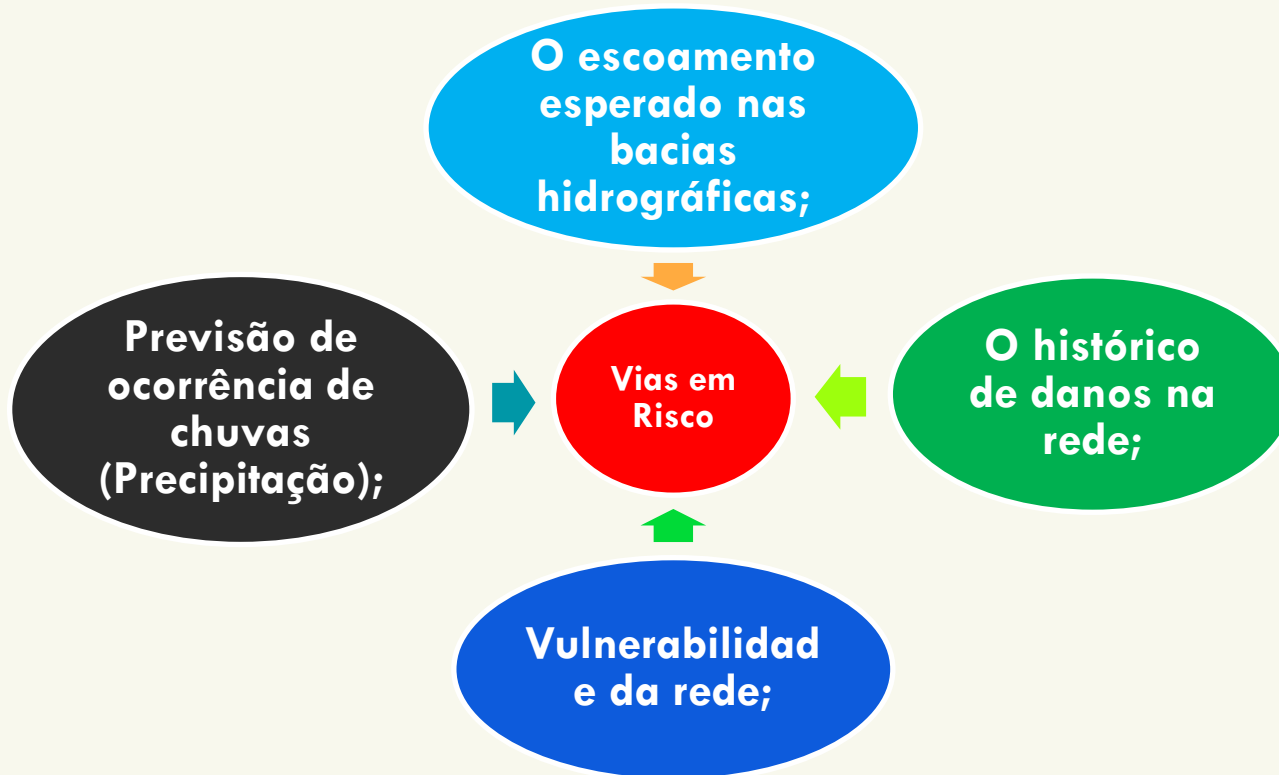 O escoamento
esperado nas
bacias
hidrográficas;
Previsão de
ocorrência de
chuvas
(Precipitação);
Vias em
Risco
O histórico
de danos na
rede;
Vulnerabilidad
e da rede;